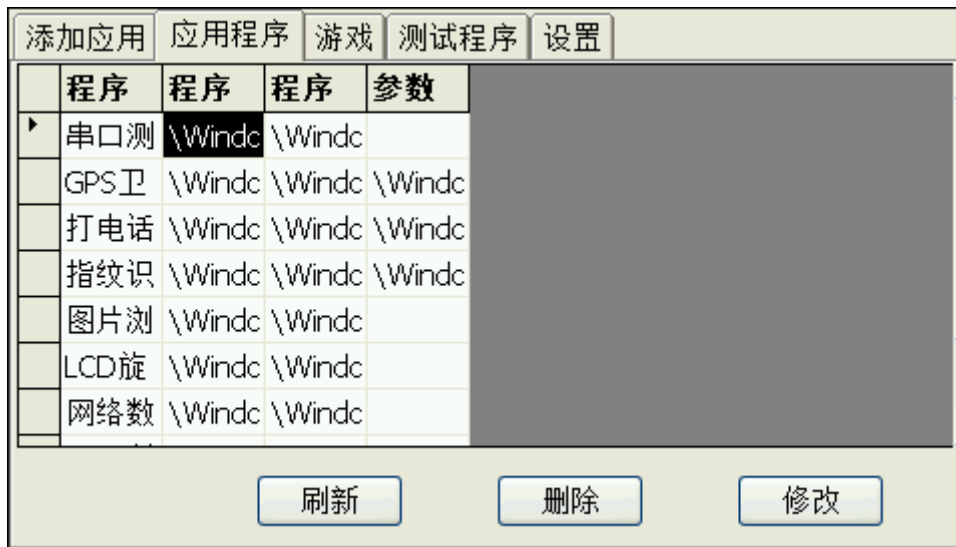 添加应用 应用程序 游戏 测试程序 设置
程序 程序 程序 参数
串口测 \Windc \Windc
GPS卫 \Windc \Windc \Windc
打电话 \Windc \Windc \Windc
指纹识 \Windc \Windc \Windc
图片浏 \Windc \Windc
LCD旋 \Windc \Windc
网络数 \Windc \Windc
刷新 删除 修改